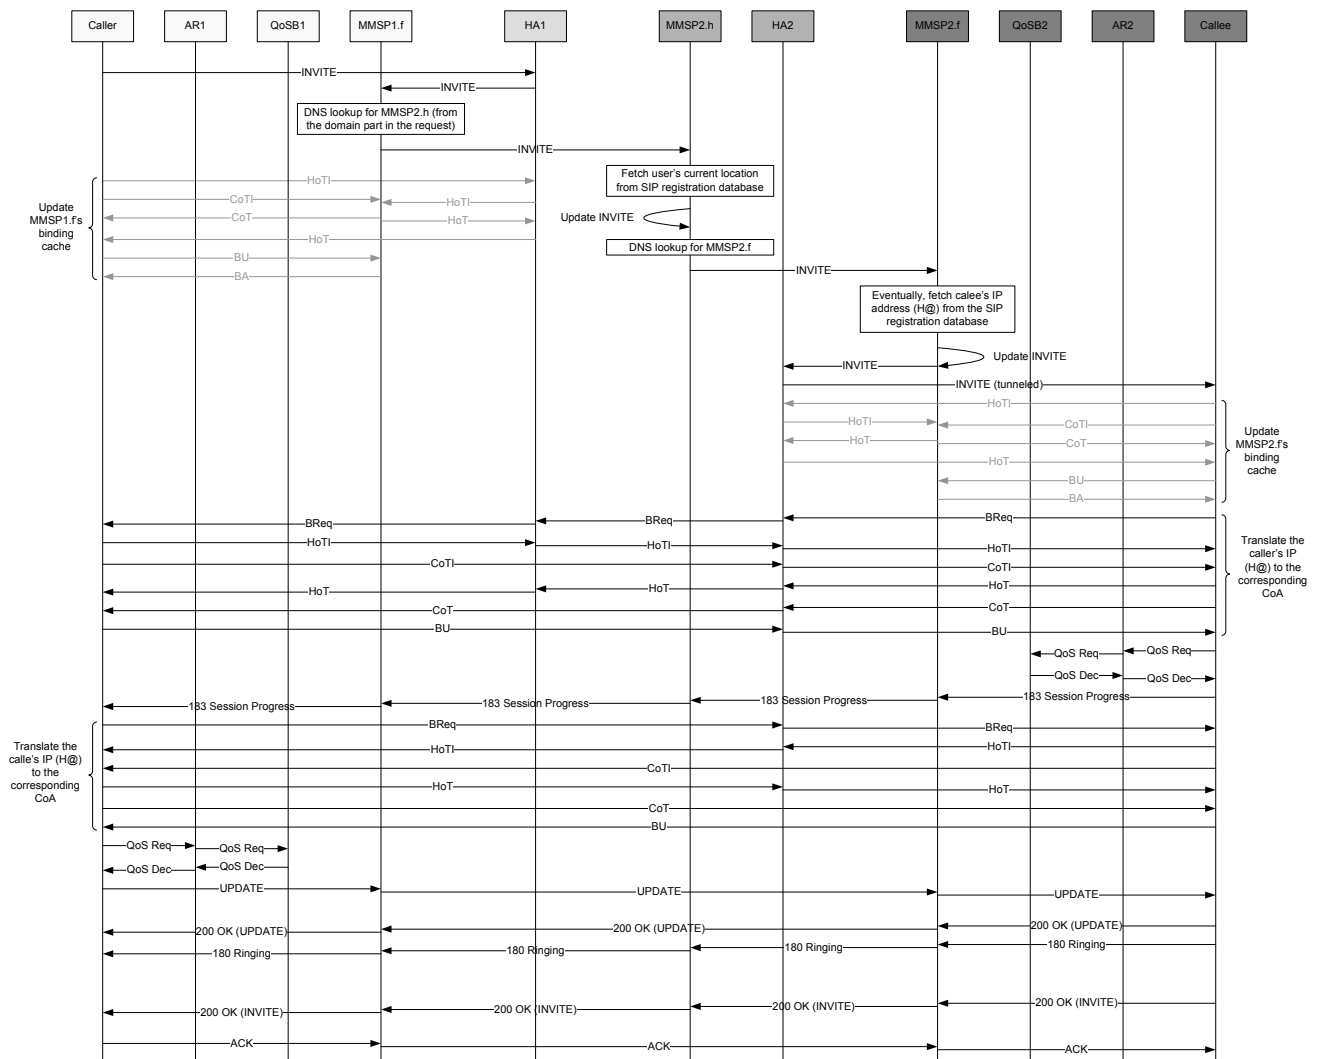 Caller
AR1
QoSB1
MMSP1.f
HA1
MMSP2.h
HA2
MMSP2.f
QoSB2
AR2
Callee
INVITE
INVITE
DNS lookup for MMSP2.h (from
the domain part in the request)
INVITE
Fetch user's current location
from SIP registration database
HoTI
CoTI
HoTI
Update
MMSP1.f's
binding
cache
CoT
HoT
Update INVITE
HoT
DNS lookup for MMSP2.f
BU
BA
INVITE
Eventually, fetch calee's IP
address (H@) from the SIP
registration database
Update INVITE
INVITE
INVITE (tunneled)
HoTI
HoTI
CoTI
HoT
CoT
Update
MMSP2.f's
binding
cache
HoT
BU
BA
BReq
BReq
BReq
HoTI
HoTI
HoTI
Translate the
caller's IP
(H@) to the
corresponding
CoA
CoTI
CoTI
HoT
HoT
HoT
CoT
CoT
BU
BU
QoS Req
QoS Req
QoS Dec
QoS Dec
183 Session Progress
183 Session Progress
183 Session Progress
183 Session Progress
BReq
BReq
Translate the
calle's IP (H@)
to the
corresponding
CoA
HoTI
HoTI
CoTI
HoT
HoT
CoT
BU
QoS Req
QoS Req
QoS Dec
QoS Dec
UPDATE
UPDATE
UPDATE
200 OK (UPDATE)
200 OK (UPDATE)
200 OK (UPDATE)
180 Ringing
180 Ringing
180 Ringing
180 Ringing
200 OK (INVITE)
200 OK (INVITE)
200 OK (INVITE)
200 OK (INVITE)
ACK
ACK
ACK